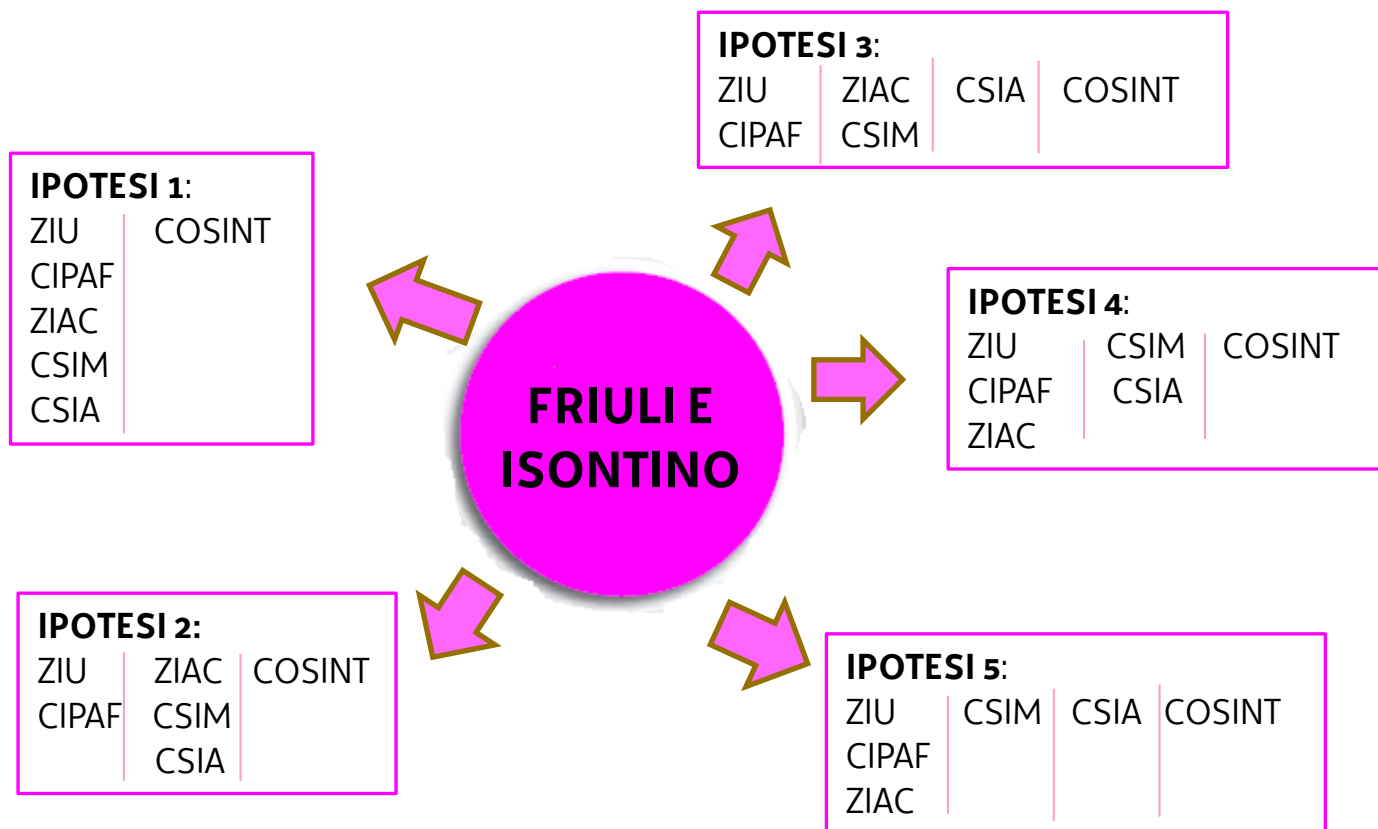 IPOTESI 3:
ZIU ZIAC CSIA COSINT
CIPAF CSIM
IPOTESI 1:
ZIU COSINT
CIPAF
ZIAC
CSIM
CSIA
IPOTESI 4:
ZIU CSIM COSINT
CIPAF CSIA
ZIAC
FRIULI E
ISONTINO
IPOTESI 2:
ZIU ZIAC COSINT
CIPAF CSIM
CSIA
IPOTESI 5:
ZIU CSIM CSIA COSINT
CIPAF
ZIAC